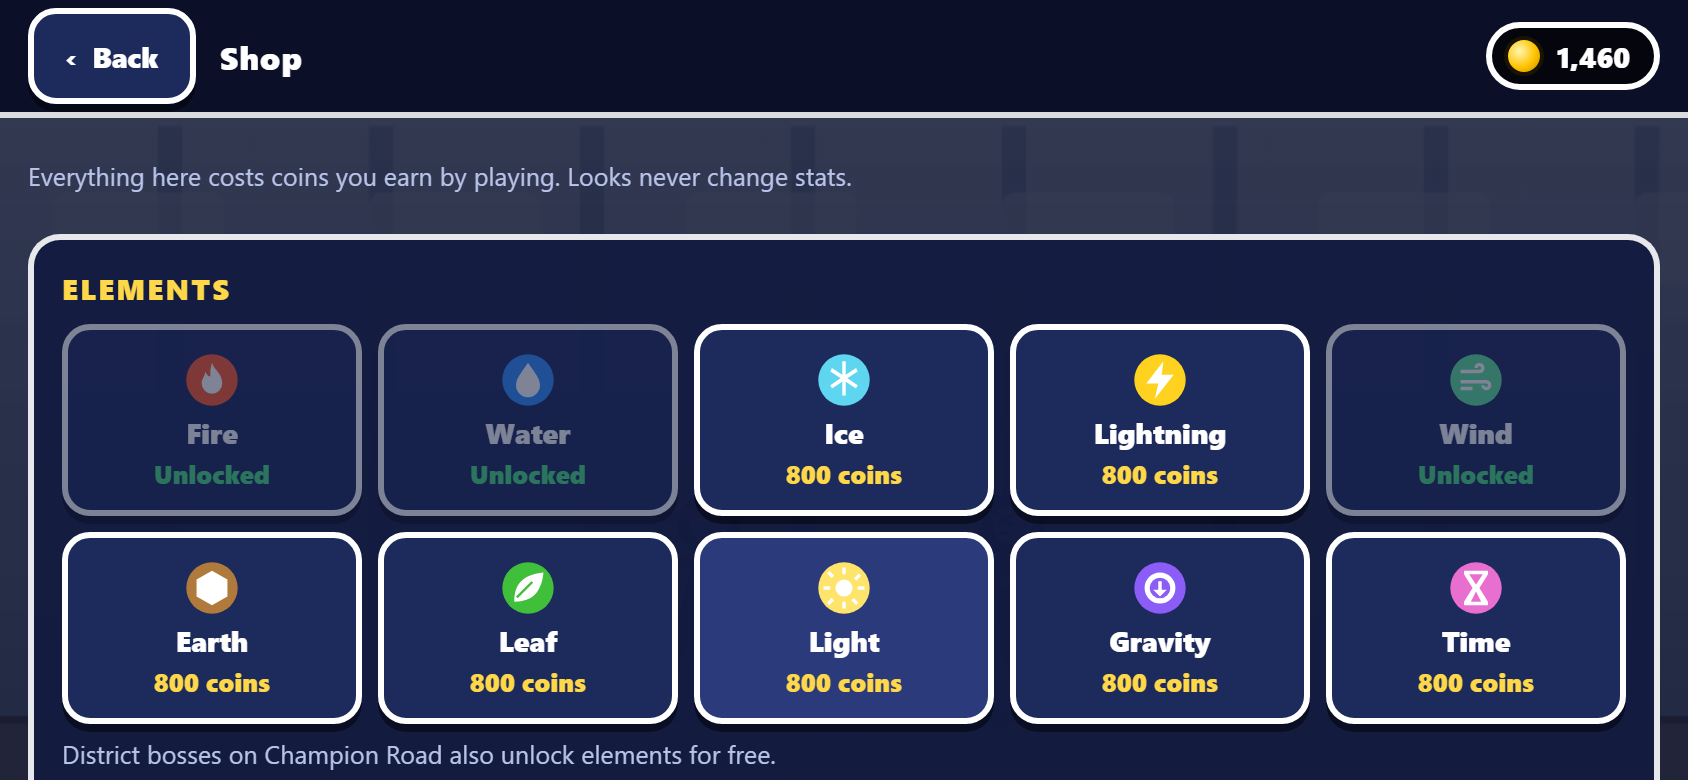 ‹ Back
Shop
1,460
Everything here costs coins you earn by playing. Looks never change stats.
ELEMENTS
Fire
Unlocked
Water
Unlocked
Ice
800 coins
Lightning
800 coins
Wind
Unlocked
Earth
800 coins
Leaf
800 coins
Light
800 coins
Gravity
800 coins
Time
800 coins
District bosses on Champion Road also unlock elements for free.